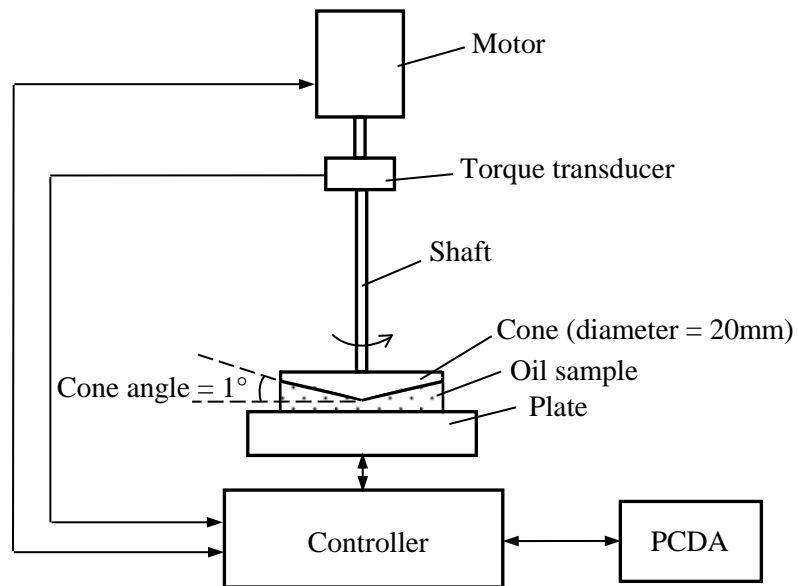 Motor
Torque transducer
Shaft
Cone (diameter = 20mm)
Cone angle = 1°
Oil sample
Plate
Controller
PCDA